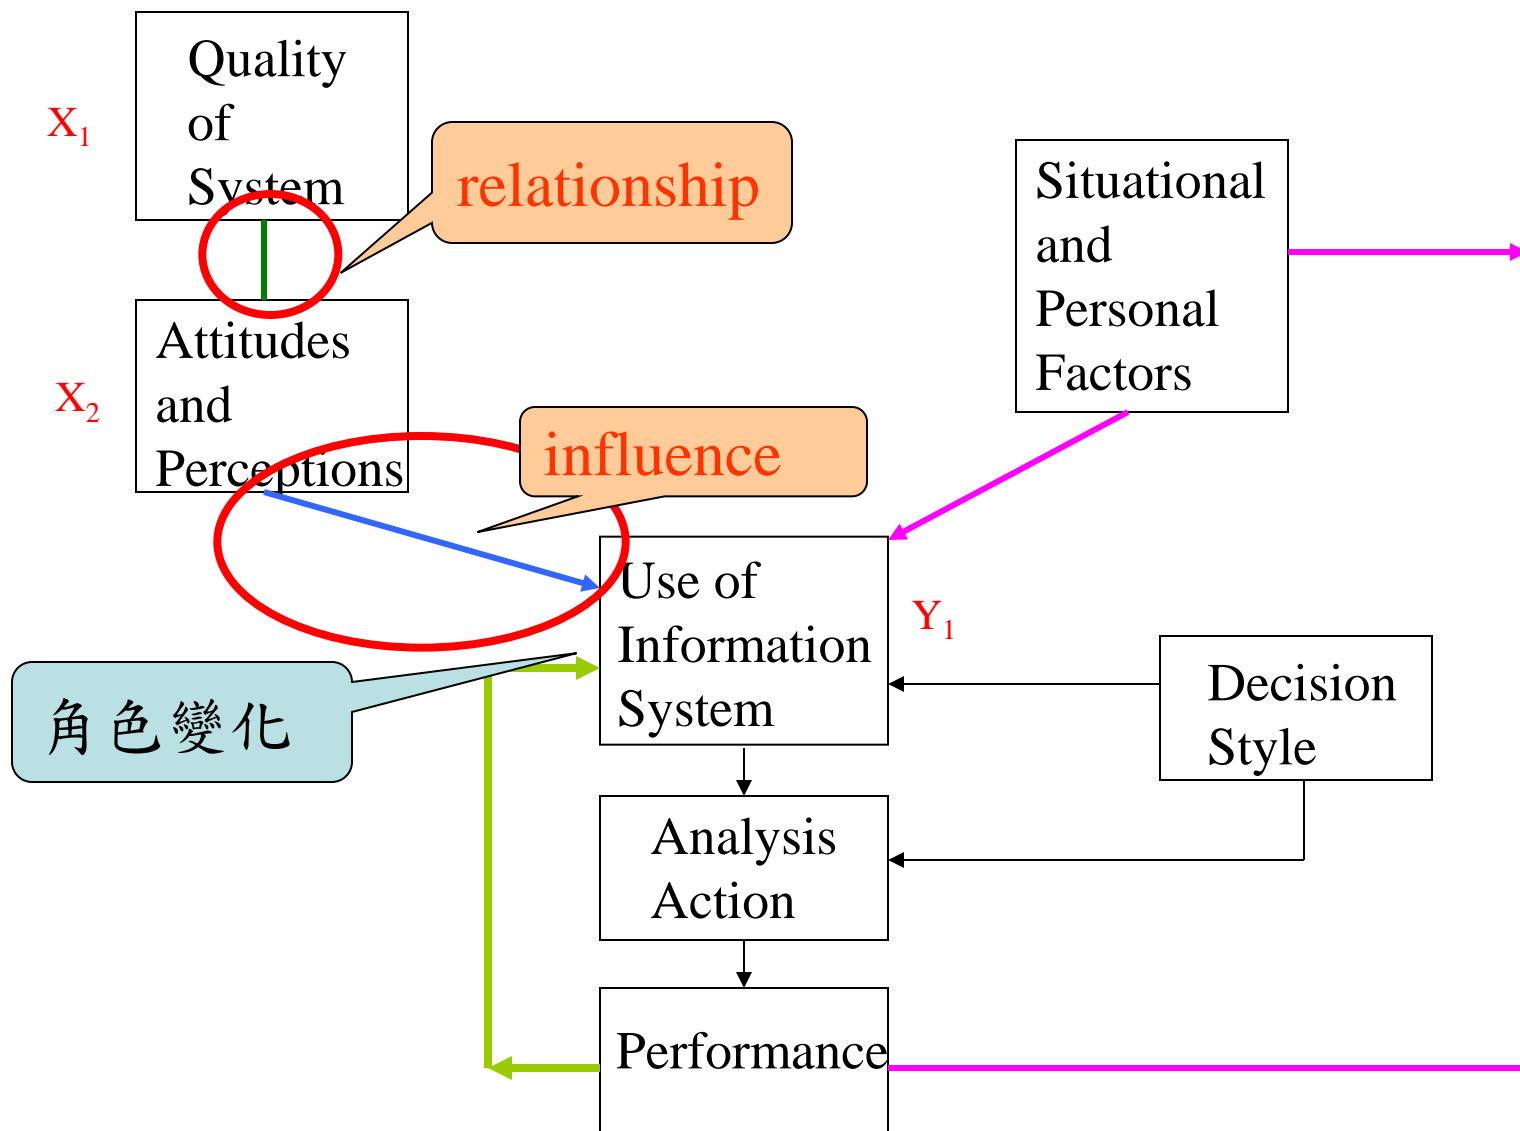 Quality
of
System
X1
relationship
Situational
and
Personal
Factors
Attitudes
and
Perceptions
X2
influence
Use of
Information
System
Y1
Decision
Style
角色變化
Analysis
Action
Performance